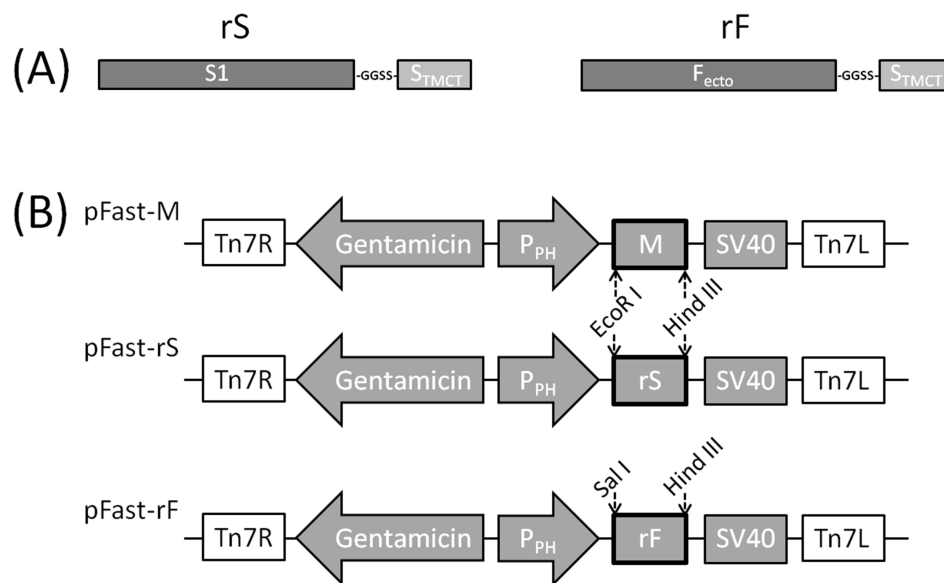 rS rF
(A) S1 -GGSS- STMCT Fecto -GGSS- STMCT
(B) pFast-M
Tn7R Gentamicin PPH M SV40 Tn7L
EcoR I Hind III
pFast-rS
Tn7R Gentamicin PPH rS SV40 Tn7L
Sal I Hind III
pFast-rF
Tn7R Gentamicin PPH rF SV40 Tn7L